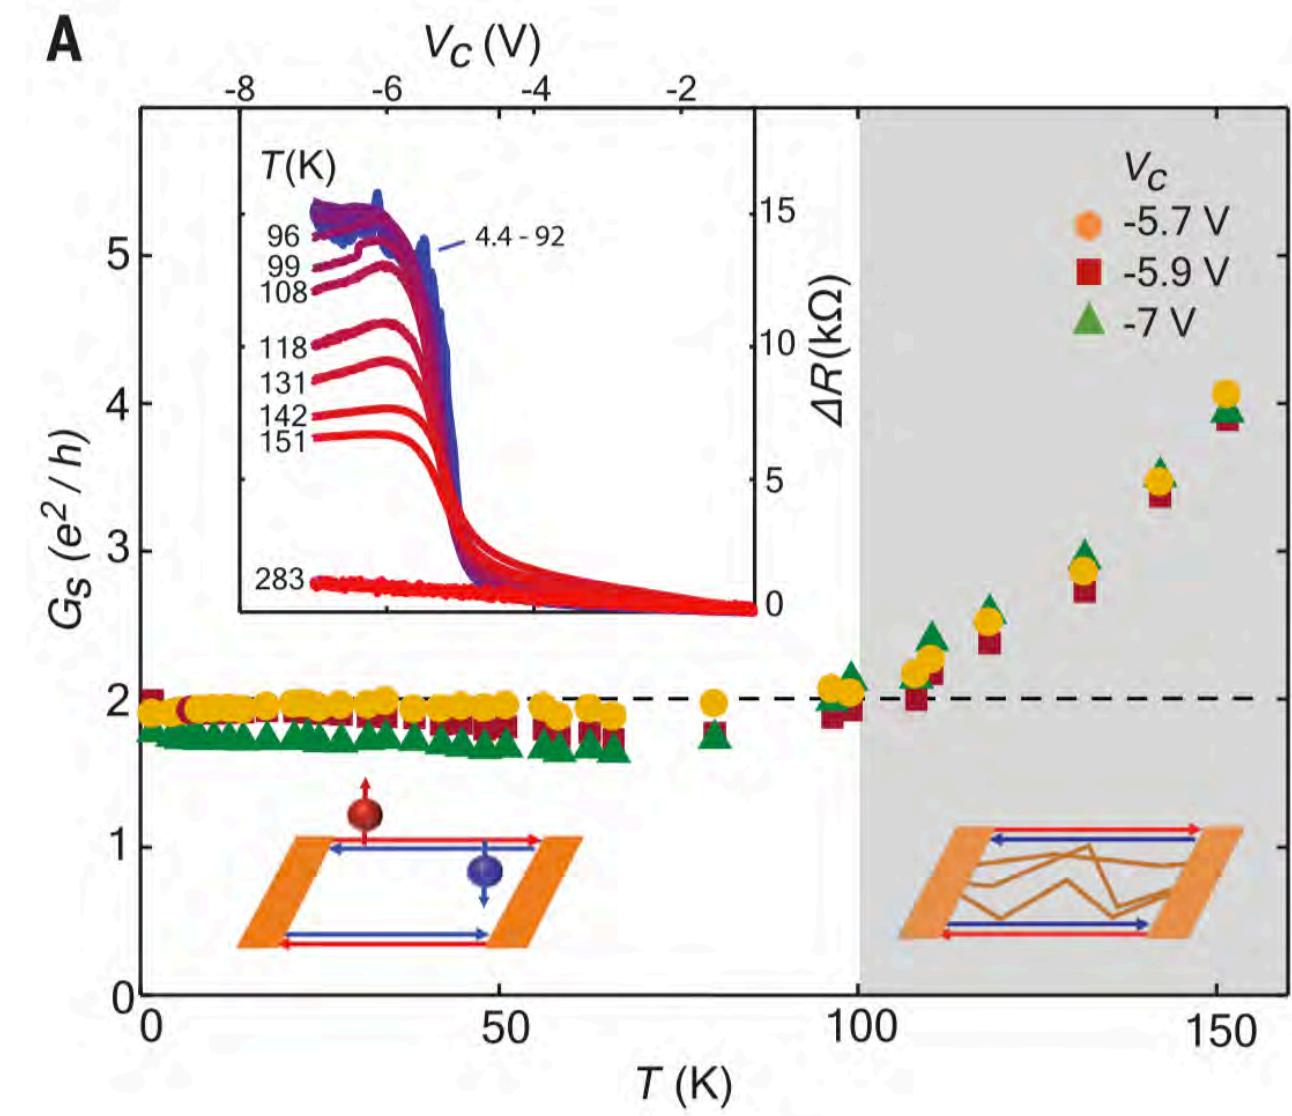 A
V_C (V)
-8 -6 -4 -2
T(K)
96
99
108
118
131
142
151
283
4.4 - 92
15
10
5
0
ΔR(kΩ)
V_C
-5.7 V
-5.9 V
-7 V
G_S (e² / h)
5
4
3
2
1
0
0 50 100 150
T (K)